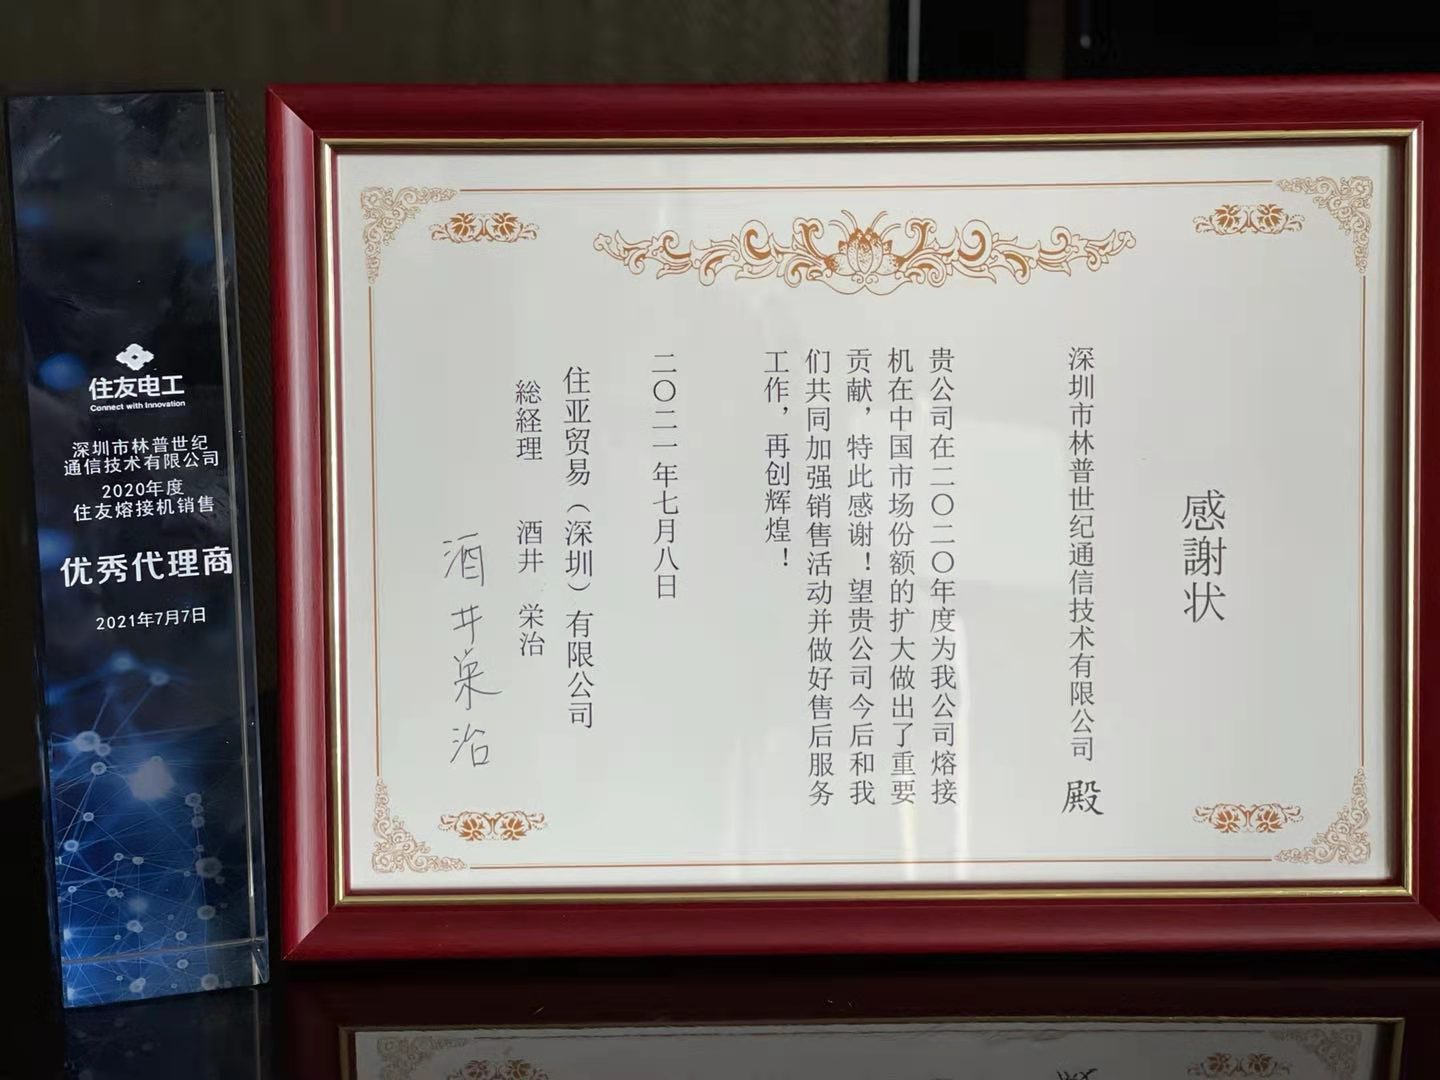 住友电工
Connect with Innovation
深圳市林普世纪
通信技术有限公司
2020年度
住友熔接机销售
优秀代理商
2021年7月7日
感謝状
深圳市林普世纪通信技术有限公司 殿
贵公司在二〇二〇年度为我公司熔接
机在中国市场份额的扩大做出了重要
贡献，特此感谢！望贵公司今后和我
们共同加强销售活动并做好售后服务
工作，再创辉煌！
二〇二一年七月八日
住亚贸易（深圳）有限公司
総経理 酒井 栄治
酒井栄治